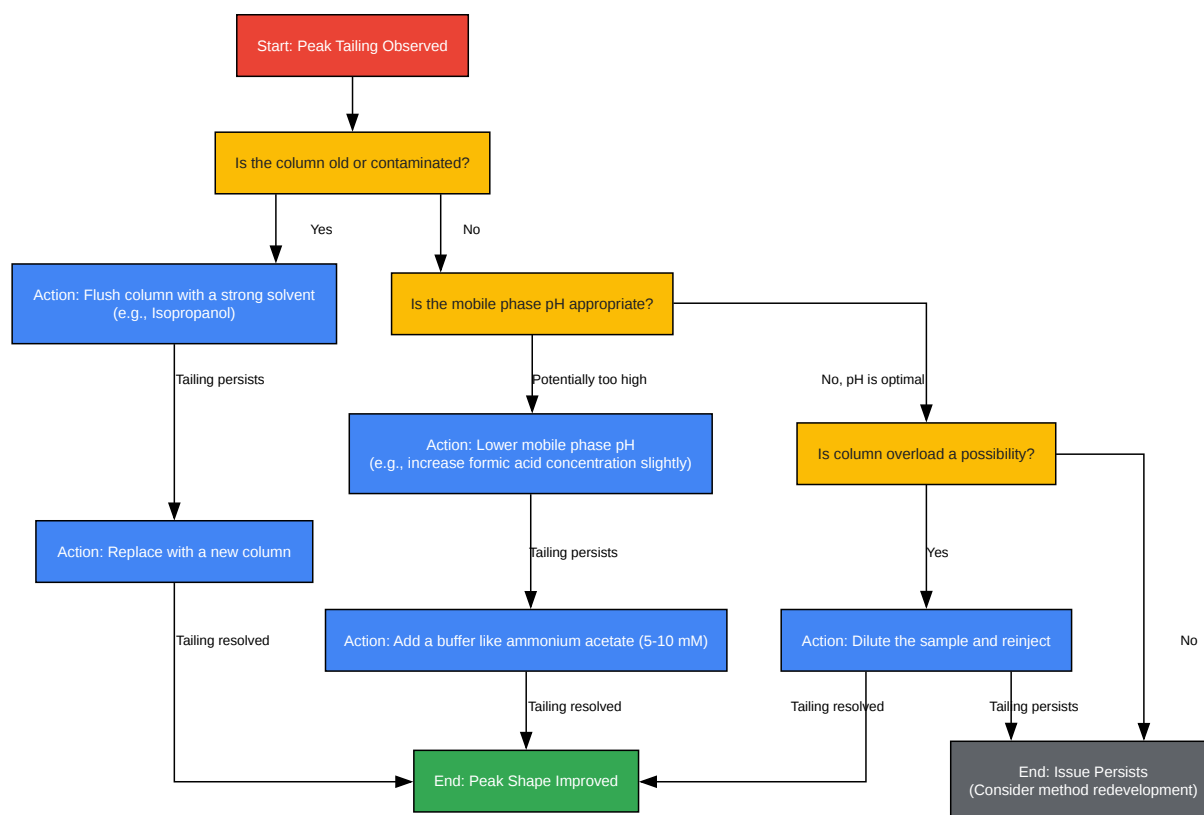 Start: Peak Tailing Observed
Is the column old or contaminated?
Yes
No
Action: Flush column with a strong solvent
(e.g., Isopropanol)
Is the mobile phase pH appropriate?
Tailing persists
Potentially too high
No, pH is optimal
Action: Lower mobile phase pH
(e.g., increase formic acid concentration slightly)
Is column overload a possibility?
Action: Replace with a new column
Tailing persists
Yes
Tailing resolved
Action: Add a buffer like ammonium acetate (5-10 mM)
Action: Dilute the sample and reinject
No
Tailing resolved
Tailing resolved
Tailing persists
End: Peak Shape Improved
End: Issue Persists
(Consider method redevelopment)